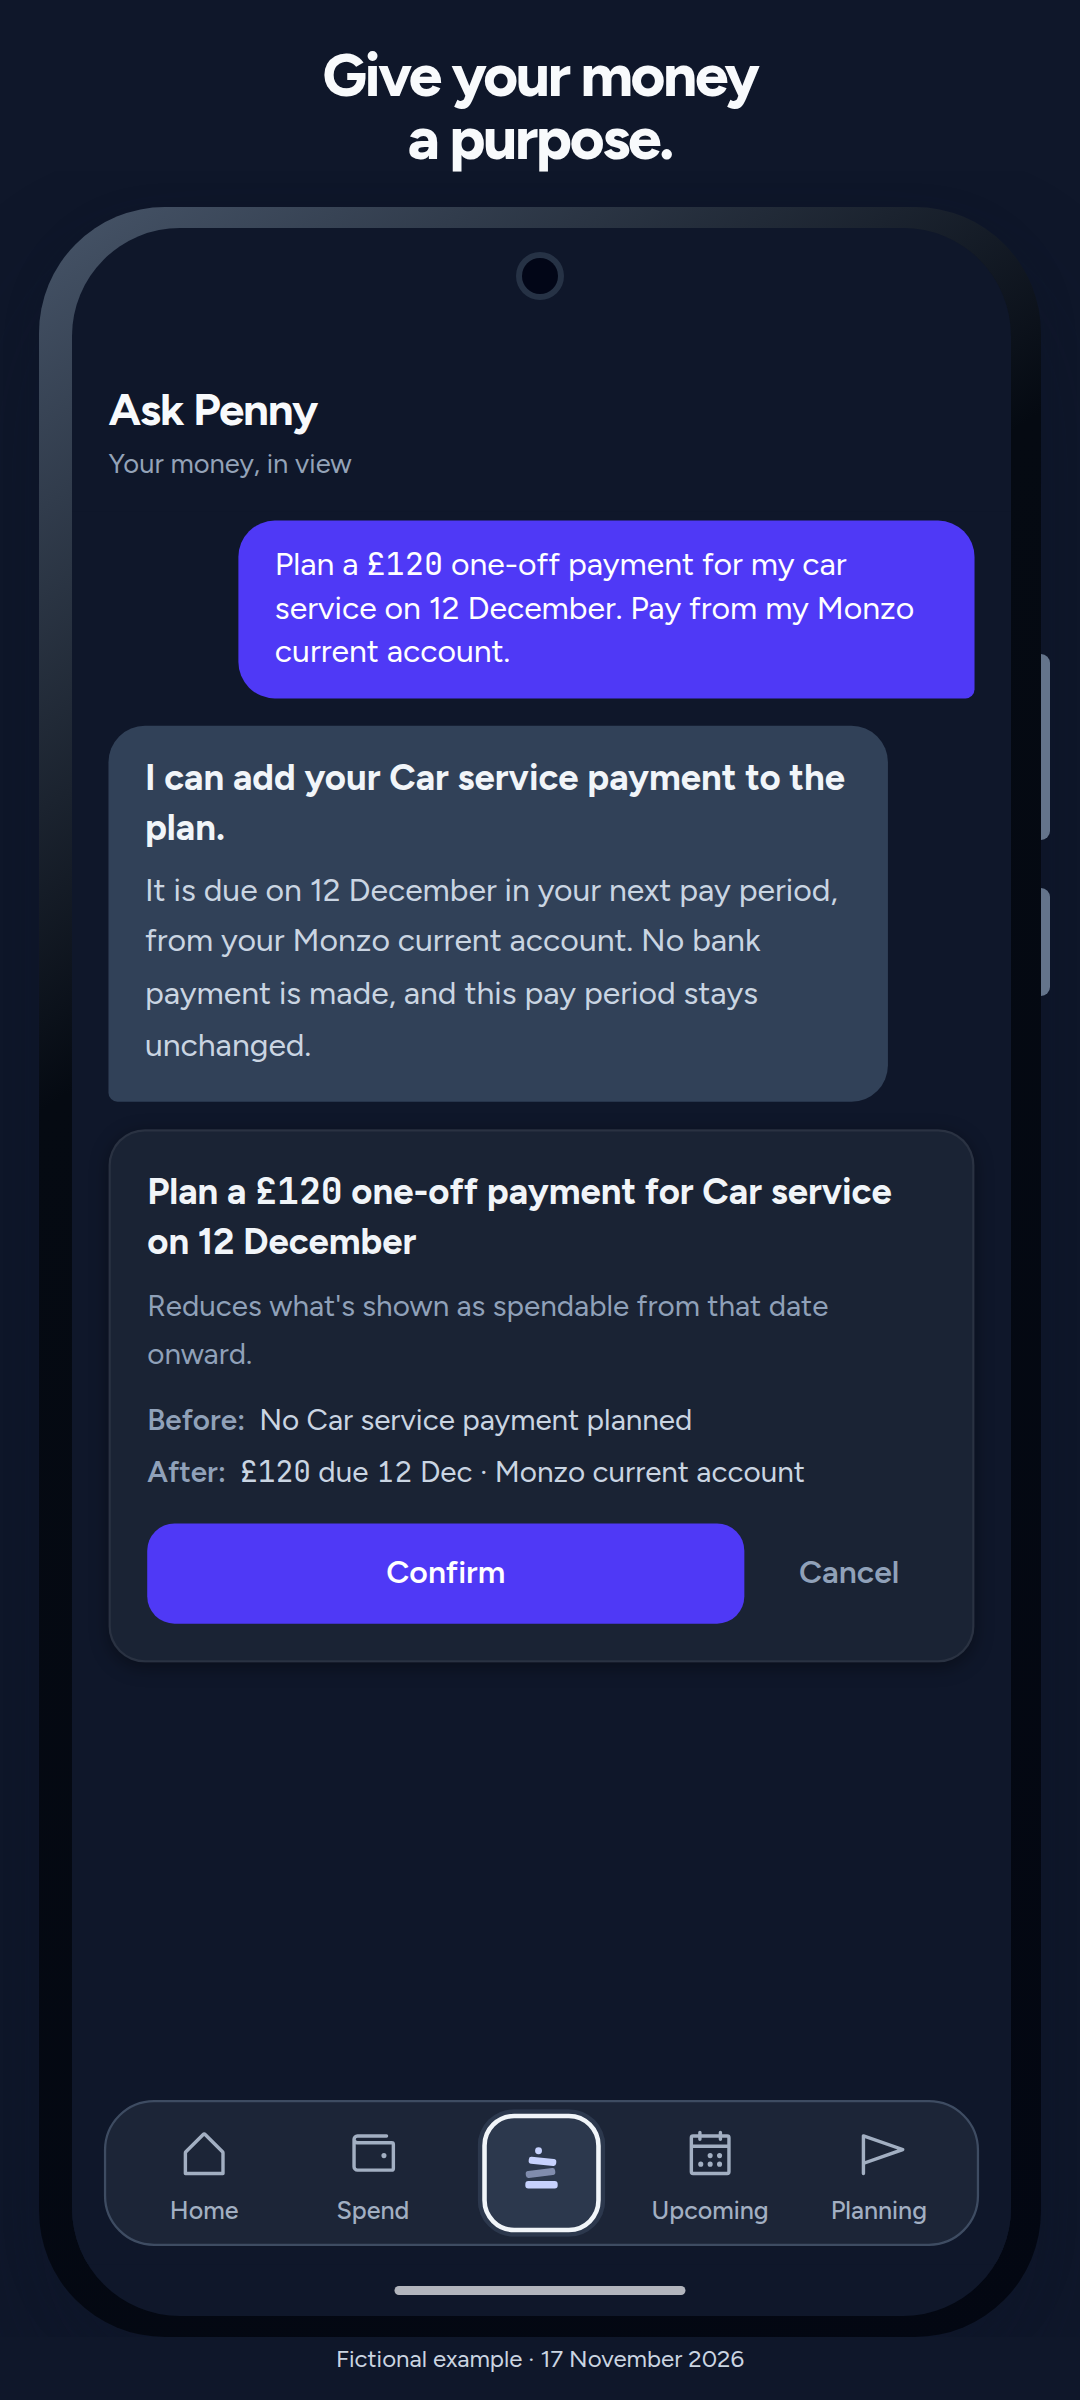 Give your money
a purpose.
Ask Penny
Your money, in view
Plan a £120 one-off payment for my car
service on 12 December. Pay from my Monzo
current account.
I can add your Car service payment to the
plan.
It is due on 12 December in your next pay period,
from your Monzo current account. No bank
payment is made, and this pay period stays
unchanged.
Plan a £120 one-off payment for Car service
on 12 December
Reduces what's shown as spendable from that date
onward.
Before: No Car service payment planned
After: £120 due 12 Dec · Monzo current account
Confirm Cancel
Home Spend Upcoming Planning
Fictional example · 17 November 2026